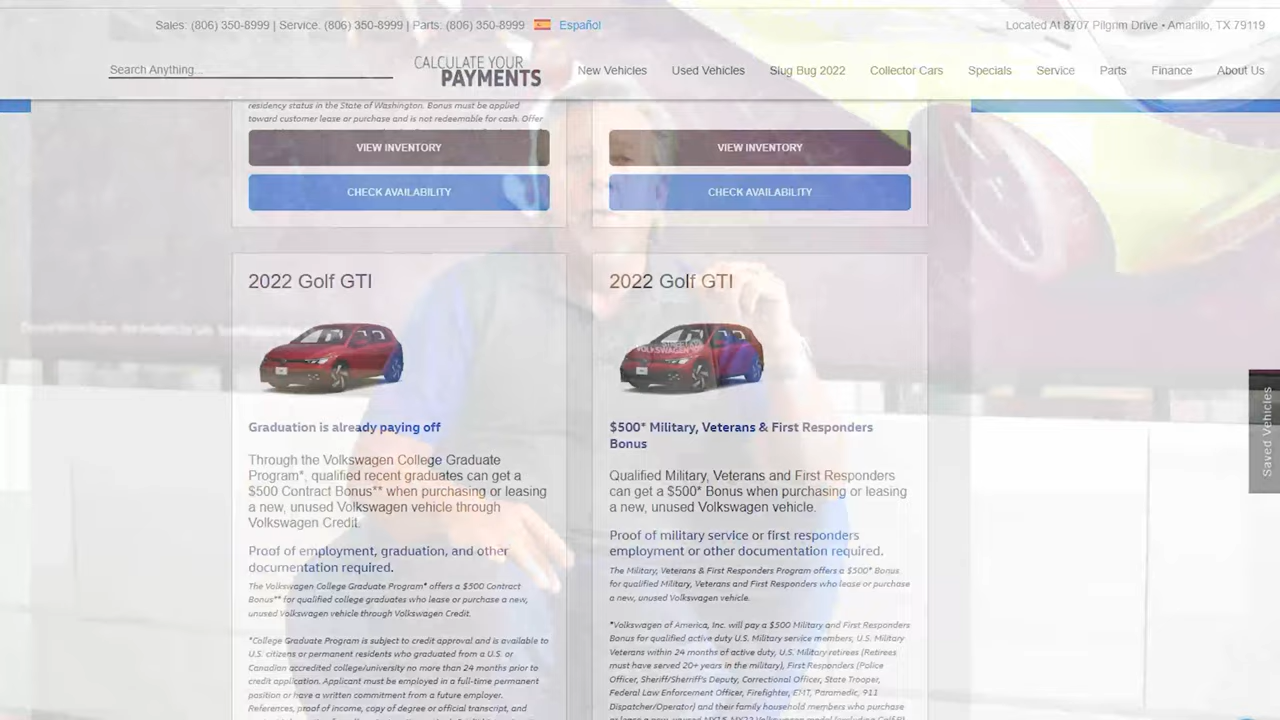 Sales: (806) 350-8999 | Service: (806) 350-8999 | Parts: (806) 350-8999 Español Located At 8707 Pilgrim Drive • Amarillo, TX 79119
Search Anything...
CALCULATE YOUR
PAYMENTS
New Vehicles Used Vehicles Slug Bug 2022 Collector Cars Specials Service Parts Finance About Us
residency status in the State of Washington. Bonus must be applied
toward customer lease or purchase and is not redeemable for cash. Offer
VIEW INVENTORY
CHECK AVAILABILITY
VIEW INVENTORY
CHECK AVAILABILITY
2022 Golf GTI
Graduation is already paying off
Through the Volkswagen College Graduate
Program*, qualified recent graduates can get a
$500 Contract Bonus** when purchasing or leasing
a new, unused Volkswagen vehicle through
Volkswagen Credit.
Proof of employment, graduation, and other
documentation required.
The Volkswagen College Graduate Program* offers a $500 Contract
Bonus** for qualified college graduates who lease or purchase a new,
unused Volkswagen vehicle through Volkswagen Credit.
*College Graduate Program is subject to credit approval and is available to
U.S. citizens or permanent residents who graduated from a U.S. or
Canadian accredited college/university no more than 24 months prior to
credit application. Applicant must be employed in a full-time permanent
position or have a written commitment from a future employer.
References, proof of income, copy of degree or official transcript, and
2022 Golf GTI
VOLKSWAGEN
$500* Military, Veterans & First Responders
Bonus
Qualified Military, Veterans and First Responders
can get a $500* Bonus when purchasing or leasing
a new, unused Volkswagen vehicle.
Proof of military service or first responders
employment or other documentation required.
The Military, Veterans & First Responders Program offers a $500* Bonus
for qualified Military, Veterans and First Responders who lease or purchase
a new, unused Volkswagen vehicle.
*Volkswagen of America, Inc. will pay a $500 Military and First Responders
Bonus for qualified active duty U.S. Military service members, U.S. Military
Veterans within 24 months of active duty, U.S. Military retirees (Retirees
must have served 20+ years in the military), First Responders (Police
Officer, Sheriff/Sheriff's Deputy, Correctional Officer, State Trooper,
Federal Law Enforcement Officer, Firefighter, EMT, Paramedic, 911
Dispatcher/Operator) and their family household members who purchase
Saved Vehicles